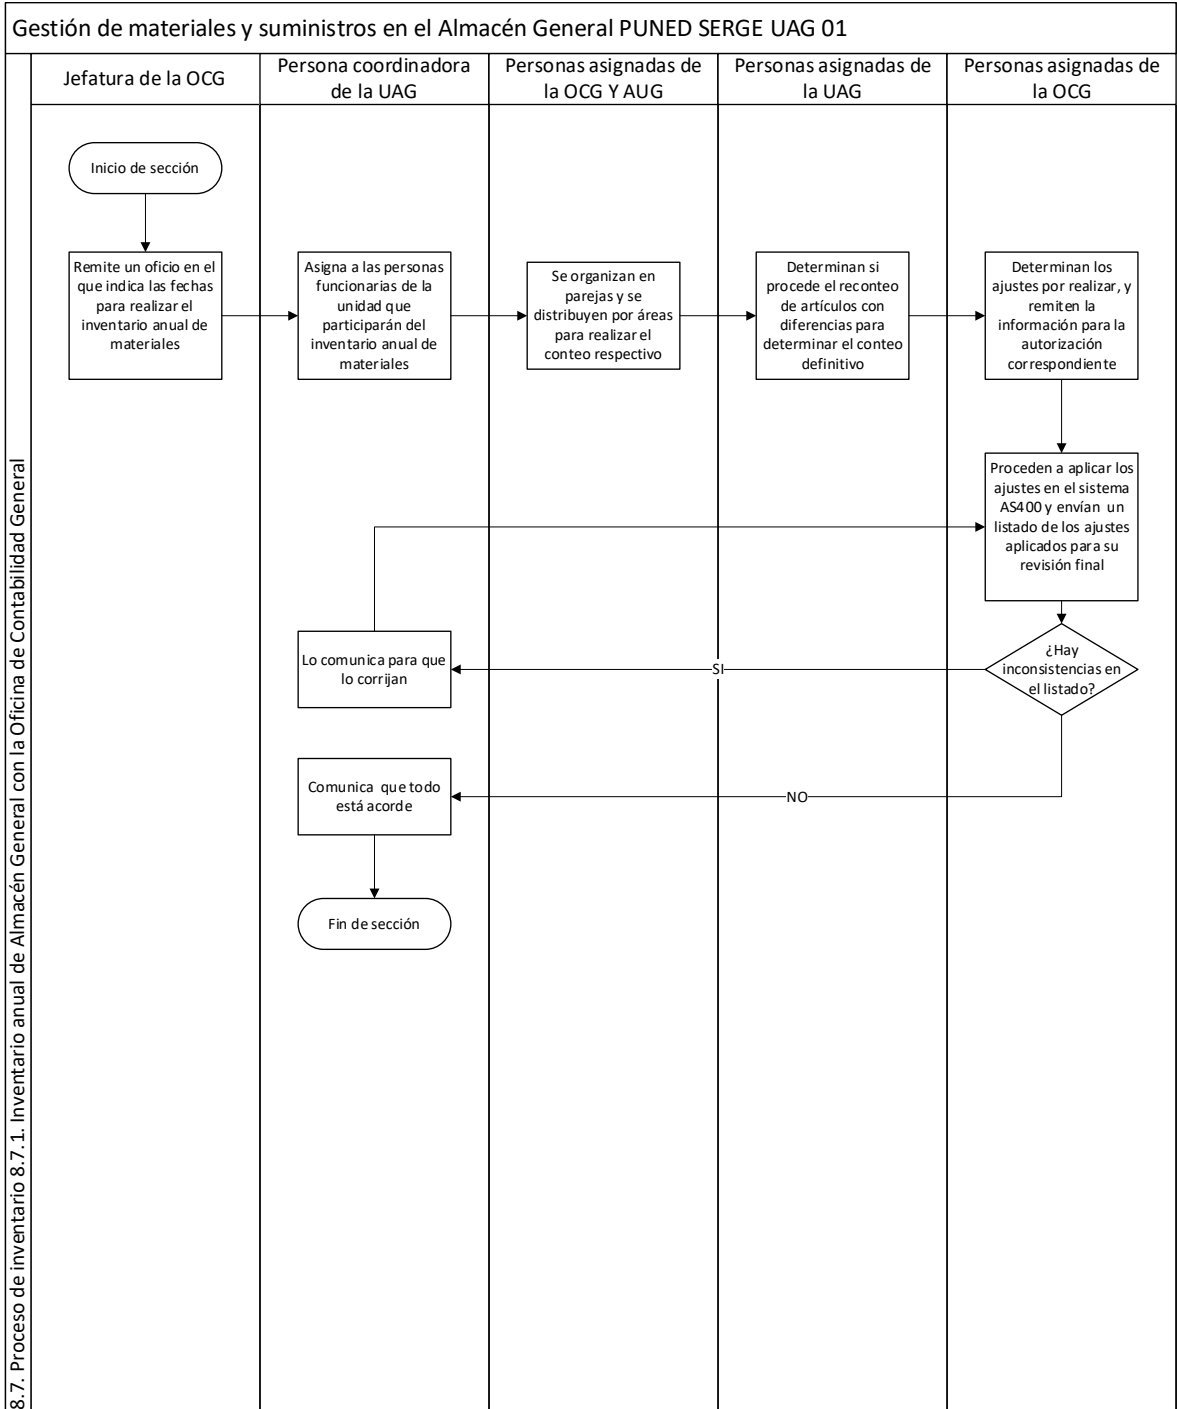 Gestión de materiales y suministros en el Almacén General PUNED SERGE UAG 01
8.7. Proceso de inventario 8.7.1. Inventario anual de Almacén General con la Oficina de Contabilidad General
Jefatura de la OCG
Persona coordinadora
de la UAG
Personas asignadas de
la OCG Y AUG
Personas asignadas de
la UAG
Personas asignadas de
la OCG
Inicio de sección
Remite un oficio en el
que indica las fechas
para realizar el
inventario anual de
materiales
Asigna a las personas
funcionarias de la
unidad que
participarán del
inventario anual de
materiales
Se organizan en
parejas y se
distribuyen por áreas
para realizar el
conteo respectivo
Determinan si
procede el reconteo
de artículos con
diferencias para
determinar el conteo
definitivo
Determinan los
ajustes por realizar, y
remiten la
información para la
autorización
correspondiente
Proceden a aplicar los
ajustes en el sistema
AS400 y envían un
listado de los ajustes
aplicados para su
revisión final
¿Hay
inconsistencias en
el listado?
SI
Lo comunica para que
lo corrijan
NO
Comunica que todo
está acorde
Fin de sección